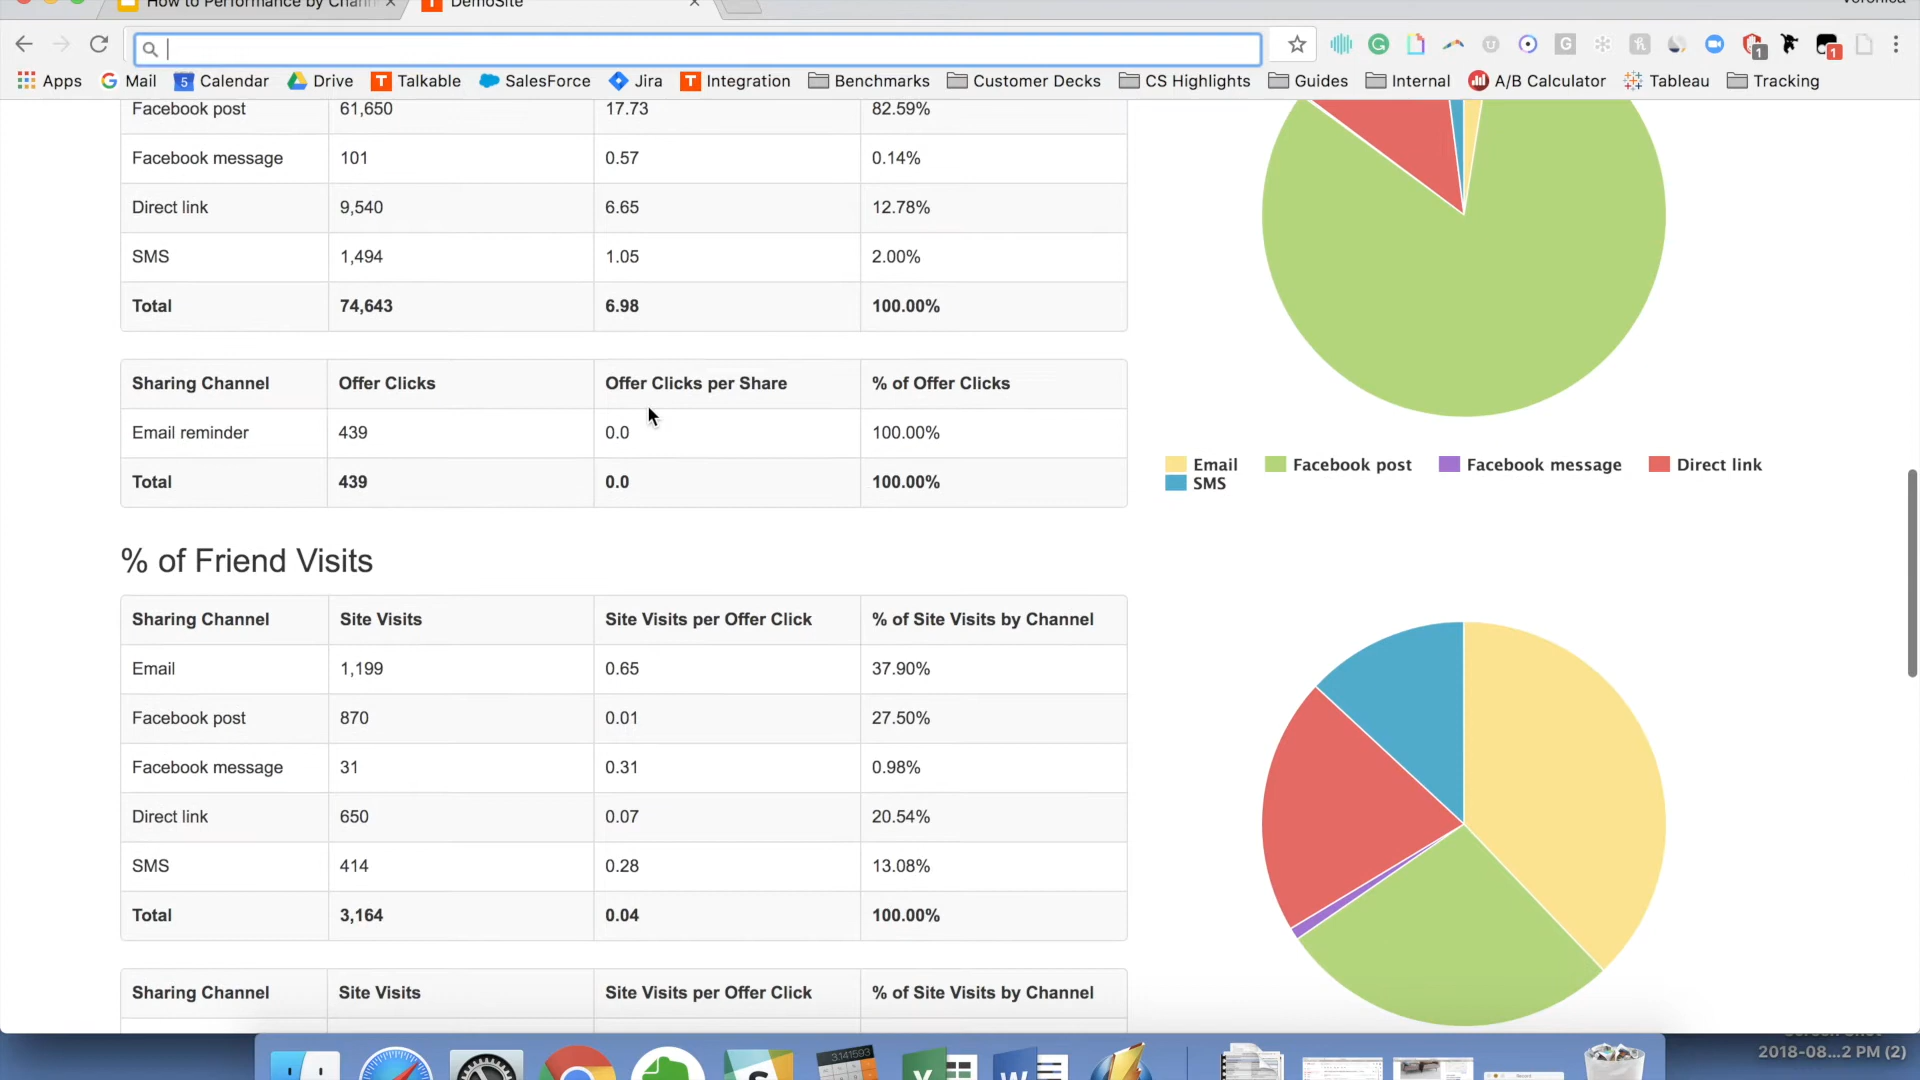 How to Performance by Chann
DemoSite
Apps Mail Calendar Drive Talkable SalesForce Jira Integration Benchmarks Customer Decks CS Highlights Guides Internal A/B Calculator Tableau Tracking
Facebook post 61,650 17.73 82.59%
Facebook message 101 0.57 0.14%
Direct link 9,540 6.65 12.78%
SMS 1,494 1.05 2.00%
Total 74,643 6.98 100.00%
Sharing Channel Offer Clicks Offer Clicks per Share % of Offer Clicks
Email reminder 439 0.0 100.00%
Total 439 0.0 100.00%
Email Facebook post Facebook message Direct link
SMS
% of Friend Visits
Sharing Channel Site Visits Site Visits per Offer Click % of Site Visits by Channel
Email 1,199 0.65 37.90%
Facebook post 870 0.01 27.50%
Facebook message 31 0.31 0.98%
Direct link 650 0.07 20.54%
SMS 414 0.28 13.08%
Total 3,164 0.04 100.00%
Sharing Channel Site Visits Site Visits per Offer Click % of Site Visits by Channel
3.141593
2018-08...2 PM (2)